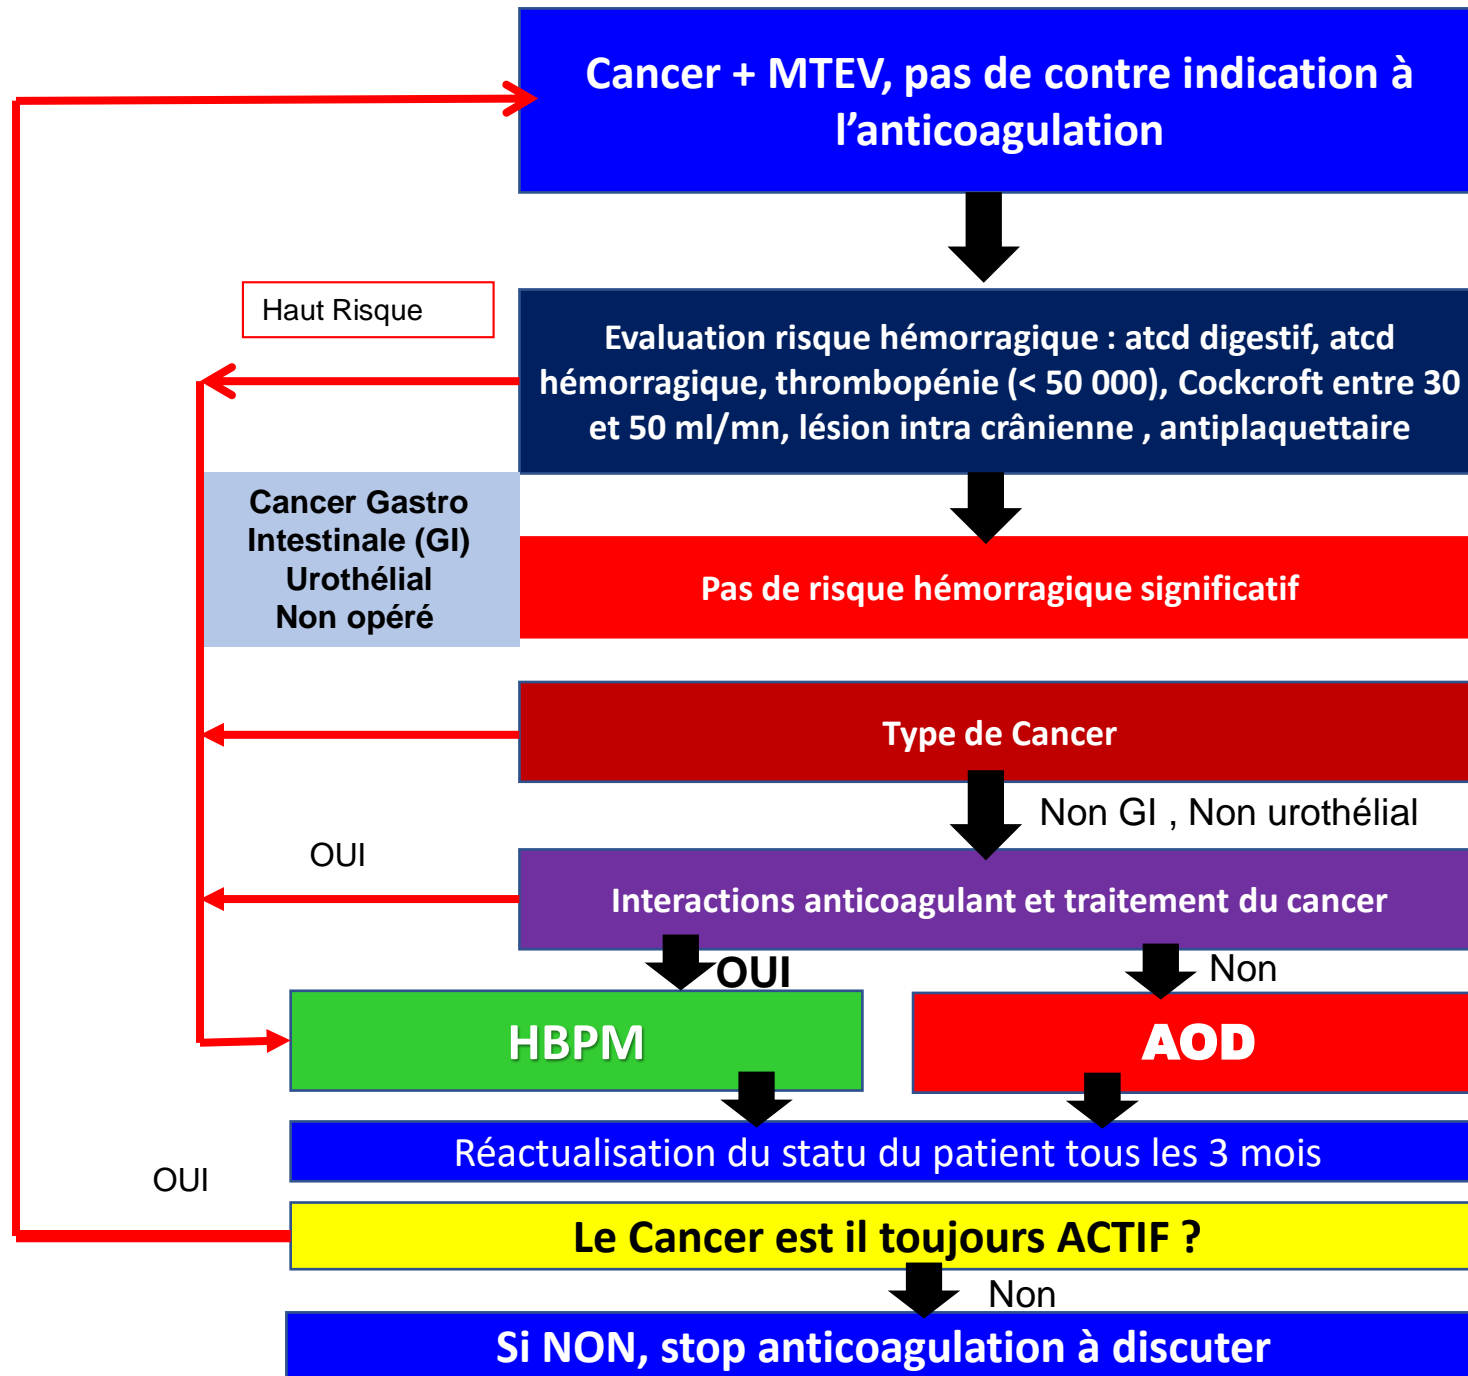 Cancer + MTEV, pas de contre indication à
l’anticoagulation
Haut Risque
Evaluation risque hémorragique : atcd digestif, atcd
hémorragique, thrombopénie (< 50 000), Cockcroft entre 30
et 50 ml/mn, lésion intra crânienne , antiplaquettaire
Cancer Gastro
Intestinale (GI)
Urothélial
Non opéré
Pas de risque hémorragique significatif
Type de Cancer
Non GI , Non urothélial
OUI
Interactions anticoagulant et traitement du cancer
OUI
Non
HBPM
AOD
Réactualisation du statu du patient tous les 3 mois
OUI
Le Cancer est il toujours ACTIF ?
Non
Si NON, stop anticoagulation à discuter